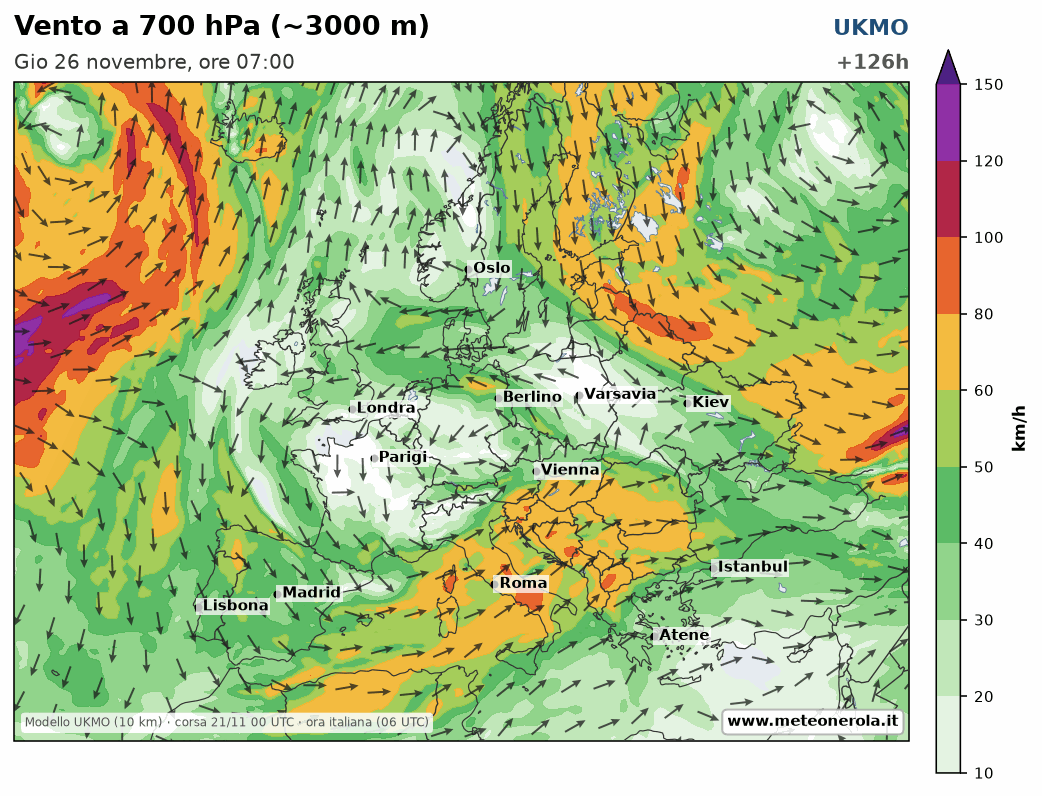 Vento a 700 hPa (~3000 m)
UKMO
Gio 26 novembre, ore 07:00
+126h
150
120
100
80
60
50
40
30
20
10
km/h
Oslo
Berlino
Varsavia
Kiev
Londra
Parigi
Vienna
Istanbul
Roma
Madrid
Lisbona
Atene
Modello UKMO (10 km) · corsa 21/11 00 UTC · ora italiana (06 UTC)
www.meteonerola.it